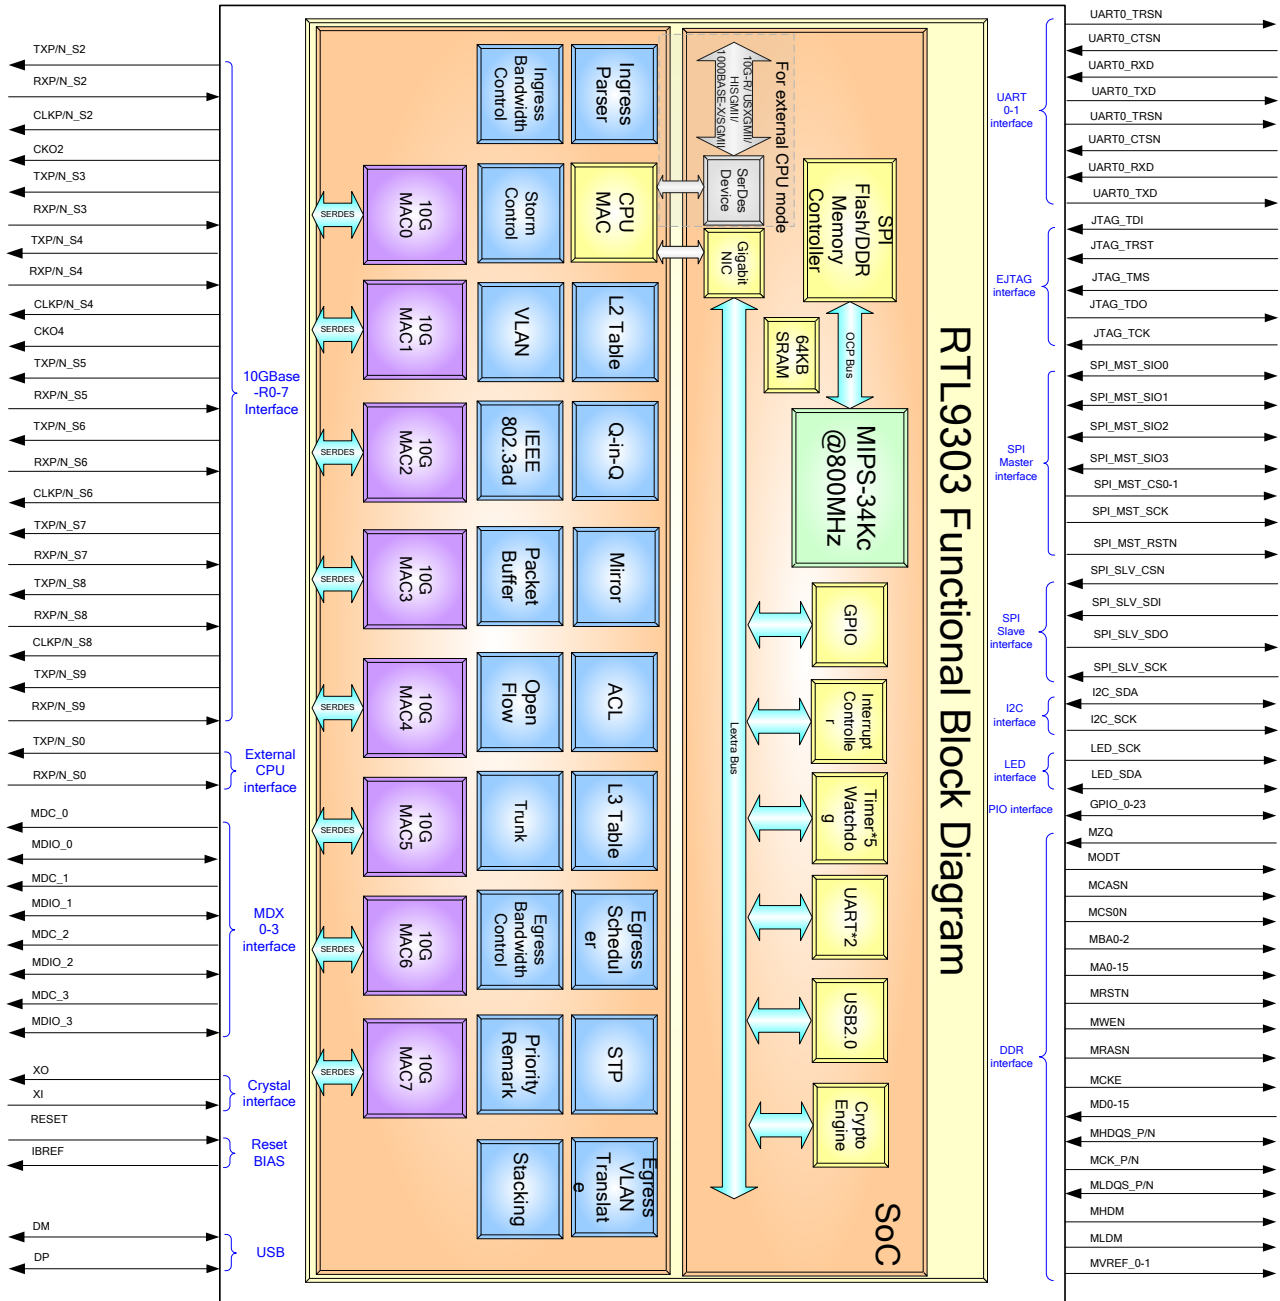 TXP/N_S2
RXP/N_S2
CLKP/N_S2
CKO2
TXP/N_S3
RXP/N_S3
TXP/N_S4
RXP/N_S4
CLKP/N_S4
CKO4
TXP/N_S5
RXP/N_S5
TXP/N_S6
RXP/N_S6
CLKP/N_S6
TXP/N_S7
RXP/N_S7
TXP/N_S8
RXP/N_S8
CLKP/N_S8
TXP/N_S9
RXP/N_S9
TXP/N_S0
RXP/N_S0
MDC_0
MDIO_0
MDC_1
MDIO_1
MDC_2
MDIO_2
MDC_3
MDIO_3
XO
XI
RESET
IBREF
DM
DP
10GBase
-R0-7
Interface
External
CPU
interface
MDX
0-3
interface
Crystal
interface
Reset
BIAS
USB
RTL9303 Functional Block Diagram
SoC
For external CPU mode
10G-R/ USXGMII/
HISGMII/
1000BASE-X/SGMII
SerDes
Device
Gigabit
NIC
SPI
Flash/DDR
Memory
Controller
OCP Bus
64KB
SRAM
MIPS-34Kc
@800MHz
Lextra Bus
GPIO
Interrupt
Controlle
r
Timer*5
Watchdo
g
UART*2
USB2.0
Crypto
Engine
Ingress
Parser
CPU
MAC
L2 Table
Q-in-Q
Mirror
ACL
L3 Table
Egress
Schedul
er
STP
Egress
VLAN
Translat
e
Ingress
Bandwidth
Control
Storm
Control
VLAN
IEEE
802.3ad
Packet
Buffer
Open
Flow
Trunk
Egress
Bandwidth
Control
Priority
Remark
Stacking
10G
MAC0
10G
MAC1
10G
MAC2
10G
MAC3
10G
MAC4
10G
MAC5
10G
MAC6
10G
MAC7
SERDES
SERDES
SERDES
SERDES
SERDES
SERDES
SERDES
SERDES
UART
0-1
interface
EJTAG
interface
SPI
Master
interface
SPI
Slave
interface
I2C
interface
LED
interface
PIO interface
DDR
interface
UART0_TRSN
UART0_CTSN
UART0_RXD
UART0_TXD
UART0_TRSN
UART0_CTSN
UART0_RXD
UART0_TXD
JTAG_TDI
JTAG_TRST
JTAG_TMS
JTAG_TDO
JTAG_TCK
SPI_MST_SIO0
SPI_MST_SIO1
SPI_MST_SIO2
SPI_MST_SIO3
SPI_MST_CS0-1
SPI_MST_SCK
SPI_MST_RSTN
SPI_SLV_CSN
SPI_SLV_SDI
SPI_SLV_SDO
SPI_SLV_SCK
I2C_SDA
I2C_SCK
LED_SCK
LED_SDA
GPIO_0-23
MZQ
MODT
MCASN
MCS0N
MBA0-2
MA0-15
MRSTN
MWEN
MRASN
MCKE
MD0-15
MHDQS_P/N
MCK_P/N
MLDQS_P/N
MHDM
MLDM
MVREF_0-1